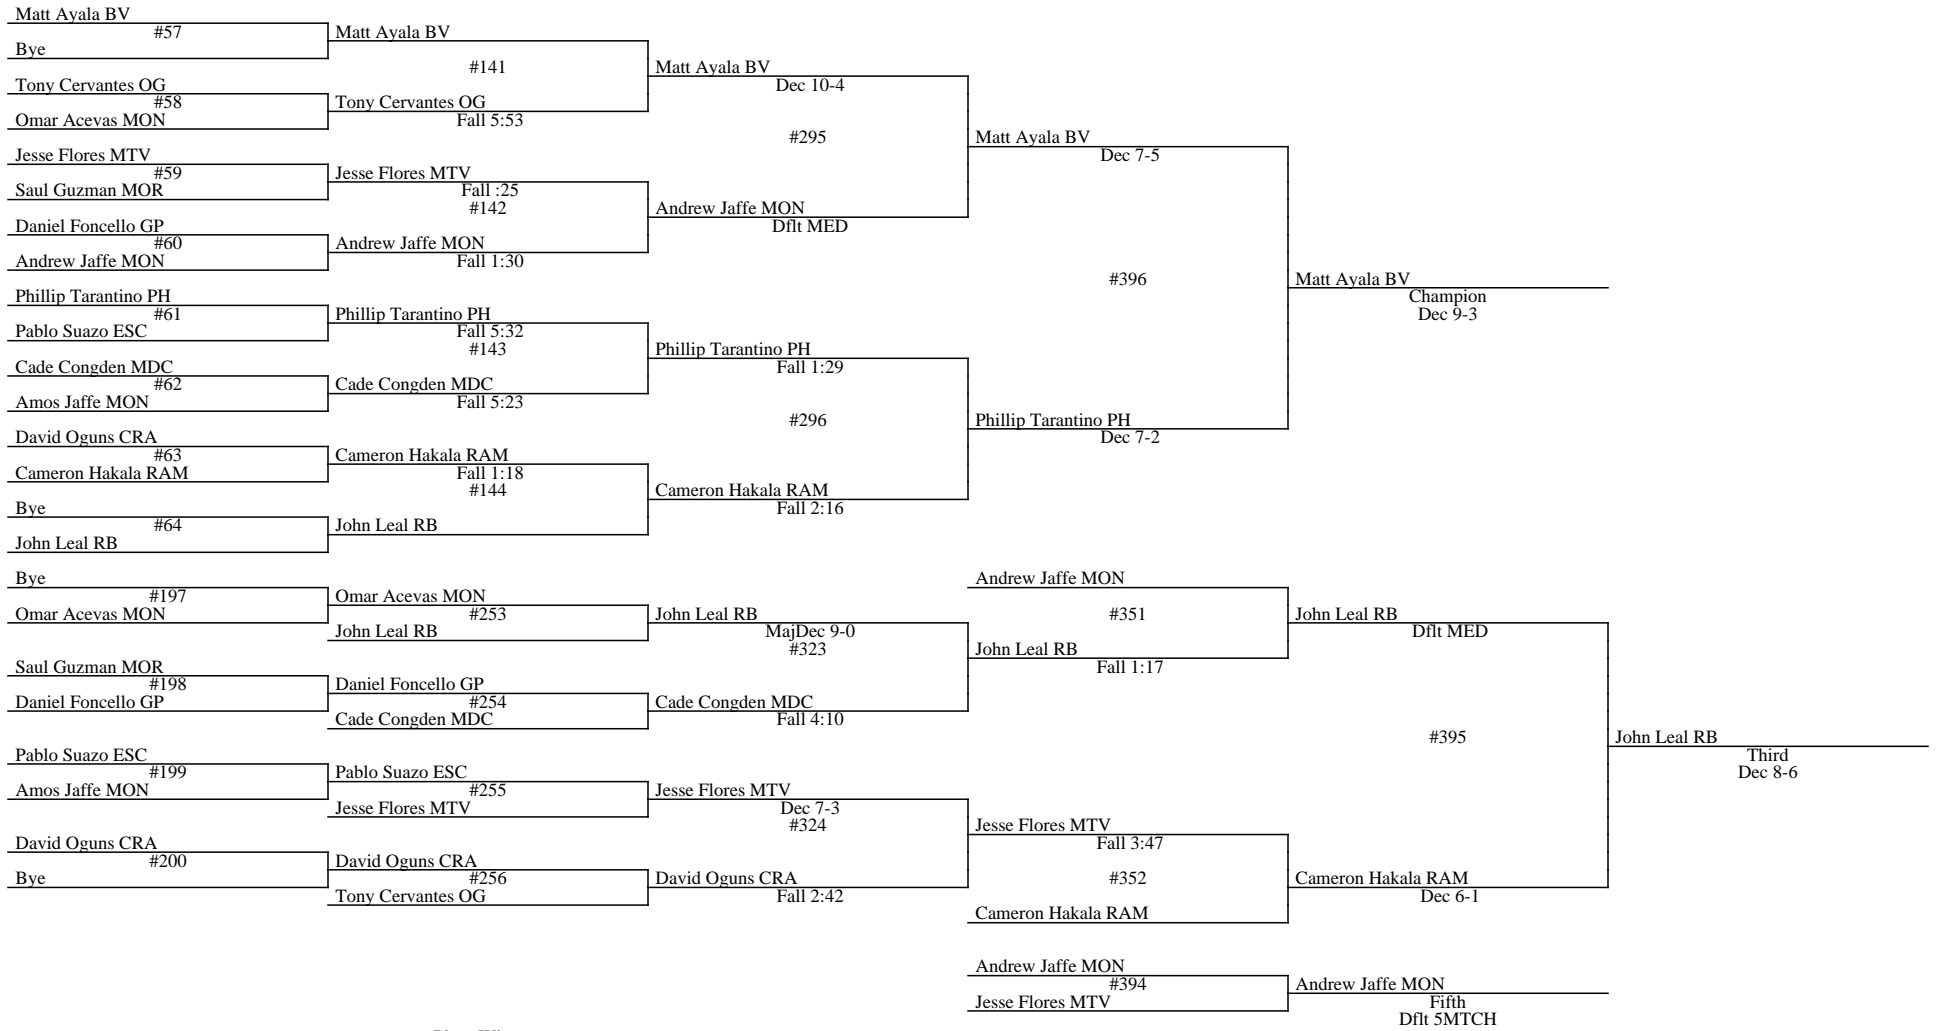 Matt Ayala BV
#57
Bye
Tony Cervantes OG
#58
Omar Acevas MON
Jesse Flores MTV
#59
Saul Guzman MOR
Daniel Foncello GP
#60
Andrew Jaffe MON
Phillip Tarantino PH
#61
Pablo Suazo ESC
Cade Congden MDC
#62
Amos Jaffe MON
David Oguns CRA
#63
Cameron Hakala RAM
Bye
#64
John Leal RB
Matt Ayala BV
#141
Tony Cervantes OG
Fall 5:53
Jesse Flores MTV
Fall :25
#142
Andrew Jaffe MON
Fall 1:30
Phillip Tarantino PH
Fall 5:32
#143
Cade Congden MDC
Fall 5:23
Cameron Hakala RAM
Fall 1:18
#144
John Leal RB
Matt Ayala BV
Dec 10-4
#295
Andrew Jaffe MON
Dflt MED
Phillip Tarantino PH
Fall 1:29
#296
Cameron Hakala RAM
Fall 2:16
Matt Ayala BV
Dec 7-5
#396
Phillip Tarantino PH
Dec 7-2
Matt Ayala BV
Champion
Dec 9-3
Bye
#197
Omar Acevas MON
Saul Guzman MOR
#198
Daniel Foncello GP
Pablo Suazo ESC
#199
Amos Jaffe MON
David Oguns CRA
#200
Bye
Omar Acevas MON
#253
John Leal RB
Daniel Foncello GP
#254
Cade Congden MDC
Pablo Suazo ESC
#255
Jesse Flores MTV
David Oguns CRA
#256
Tony Cervantes OG
John Leal RB
MajDec 9-0
#323
Cade Congden MDC
Fall 4:10
Jesse Flores MTV
Dec 7-3
#324
David Oguns CRA
Fall 2:42
Andrew Jaffe MON
#351
John Leal RB
Fall 1:17
Jesse Flores MTV
Fall 3:47
#352
Cameron Hakala RAM
John Leal RB
Dflt MED
#395
Cameron Hakala RAM
Dec 6-1
John Leal RB
Third
Dec 8-6
Andrew Jaffe MON
#394
Jesse Flores MTV
Andrew Jaffe MON
Fifth
Dflt 5MTCH